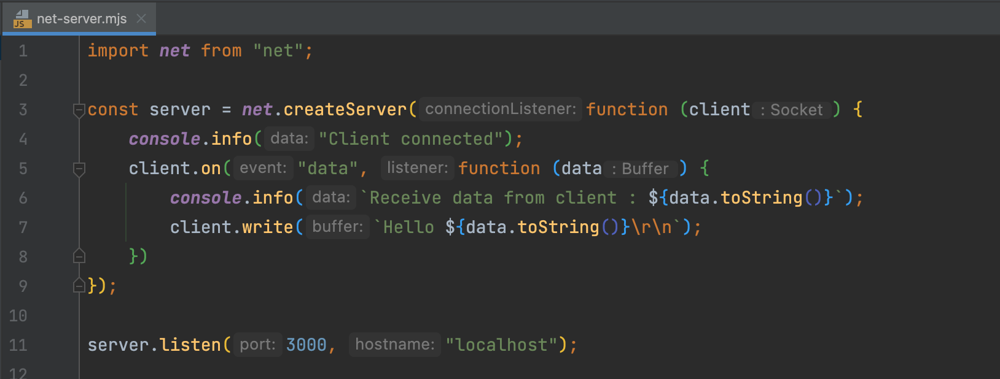 JS net-server.mjs
1 import net from "net";
2
3 const server = net.createServer( connectionListener: function (client : Socket ) {
4 console.info( data: "Client connected");
5 client.on( event: "data", listener: function (data : Buffer ) {
6 console.info( data: `Receive data from client : ${data.toString()}`);
7 client.write( buffer: `Hello ${data.toString()}\r\n`);
8 })
9 });
10
11 server.listen( port: 3000, hostname: "localhost");
12